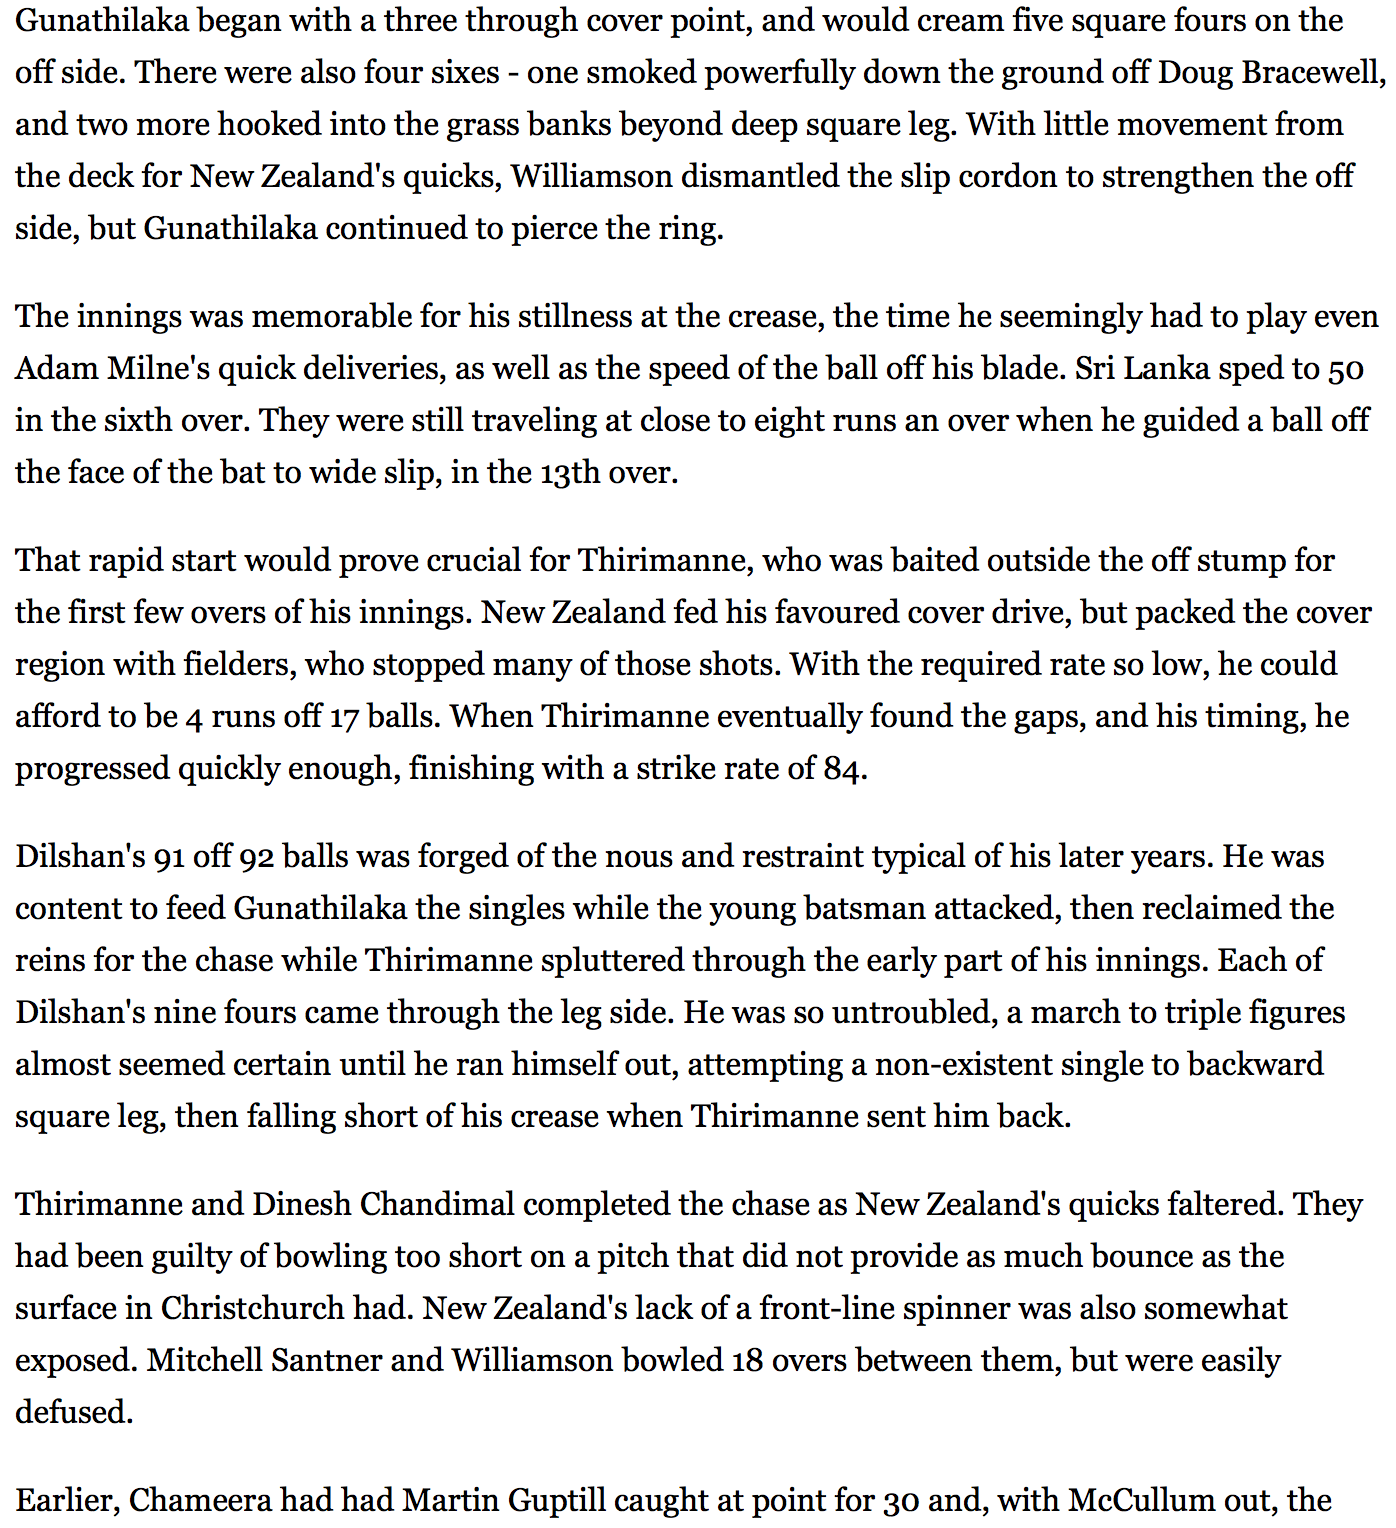 Gunathilaka began with a three through cover point, and would cream five square fours on the
off side. There were also four sixes - one smoked powerfully down the ground off Doug Bracewell,
and two more hooked into the grass banks beyond deep square leg. With little movement from
the deck for New Zealand's quicks, Williamson dismantled the slip cordon to strengthen the off
side, but Gunathilaka continued to pierce the ring.
The innings was memorable for his stillness at the crease, the time he seemingly had to play even
Adam Milne's quick deliveries, as well as the speed of the ball off his blade. Sri Lanka sped to 50
in the sixth over. They were still traveling at close to eight runs an over when he guided a ball off
the face of the bat to wide slip, in the 13th over.
That rapid start would prove crucial for Thirimanne, who was baited outside the off stump for
the first few overs of his innings. New Zealand fed his favoured cover drive, but packed the cover
region with fielders, who stopped many of those shots. With the required rate so low, he could
afford to be 4 runs off 17 balls. When Thirimanne eventually found the gaps, and his timing, he
progressed quickly enough, finishing with a strike rate of 84.
Dilshan's 91 off 92 balls was forged of the nous and restraint typical of his later years. He was
content to feed Gunathilaka the singles while the young batsman attacked, then reclaimed the
reins for the chase while Thirimanne spluttered through the early part of his innings. Each of
Dilshan's nine fours came through the leg side. He was so untroubled, a march to triple figures
almost seemed certain until he ran himself out, attempting a non-existent single to backward
square leg, then falling short of his crease when Thirimanne sent him back.
Thirimanne and Dinesh Chandimal completed the chase as New Zealand's quicks faltered. They
had been guilty of bowling too short on a pitch that did not provide as much bounce as the
surface in Christchurch had. New Zealand's lack of a front-line spinner was also somewhat
exposed. Mitchell Santner and Williamson bowled 18 overs between them, but were easily
defused.
Earlier, Chameera had had Martin Guptill caught at point for 30 and, with McCullum out, the